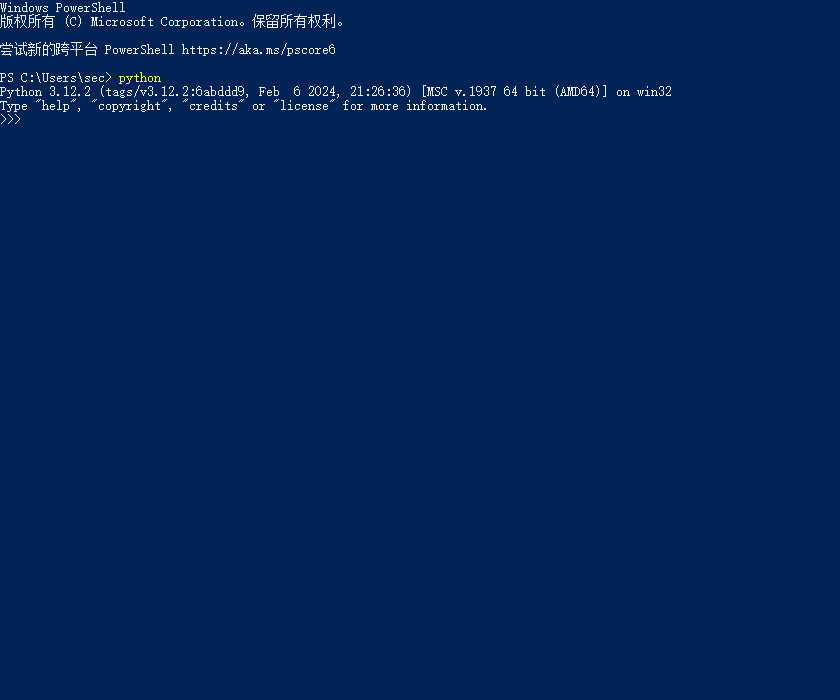 Windows PowerShell
版权所有 (C) Microsoft Corporation。保留所有权利。
尝试新的跨平台 PowerShell https://aka.ms/pscore6
PS C:\Users\sec> python
Python 3.12.2 (tags/v3.12.2:6abddd9, Feb  6 2024, 21:26:36) [MSC v.1937 64 bit (AMD64)] on win32
Type "help", "copyright", "credits" or "license" for more information.
>>>